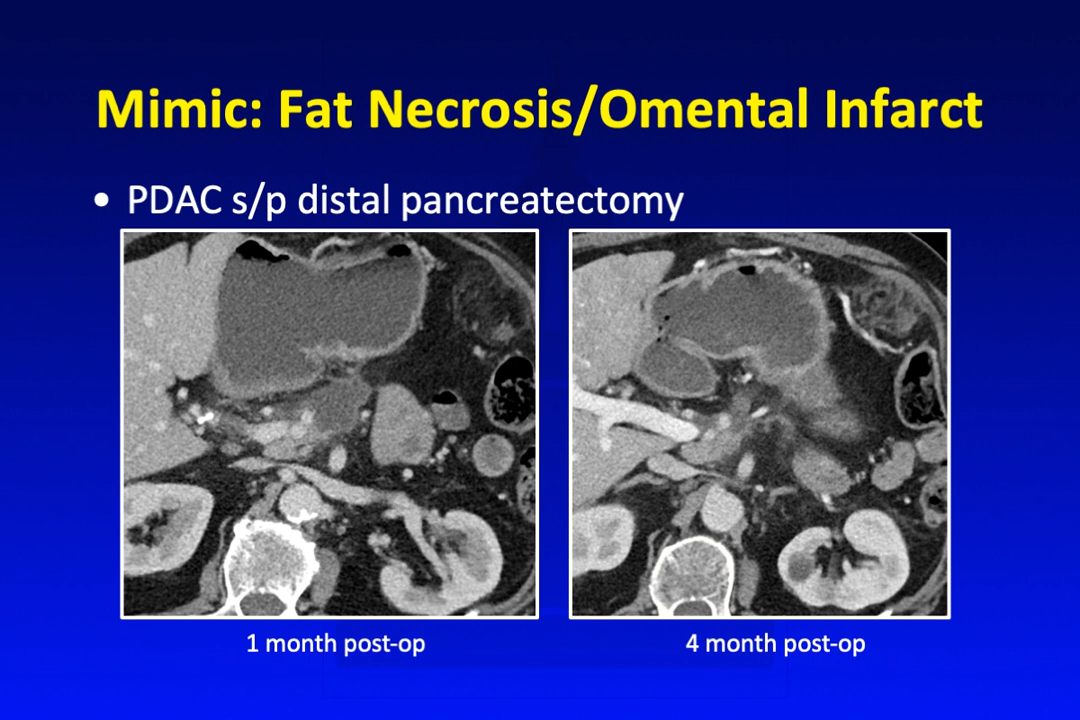 Mimic: Fat Necrosis/Omental Infarct
• PDAC s/p distal pancreatectomy
1 month post-op
4 month post-op